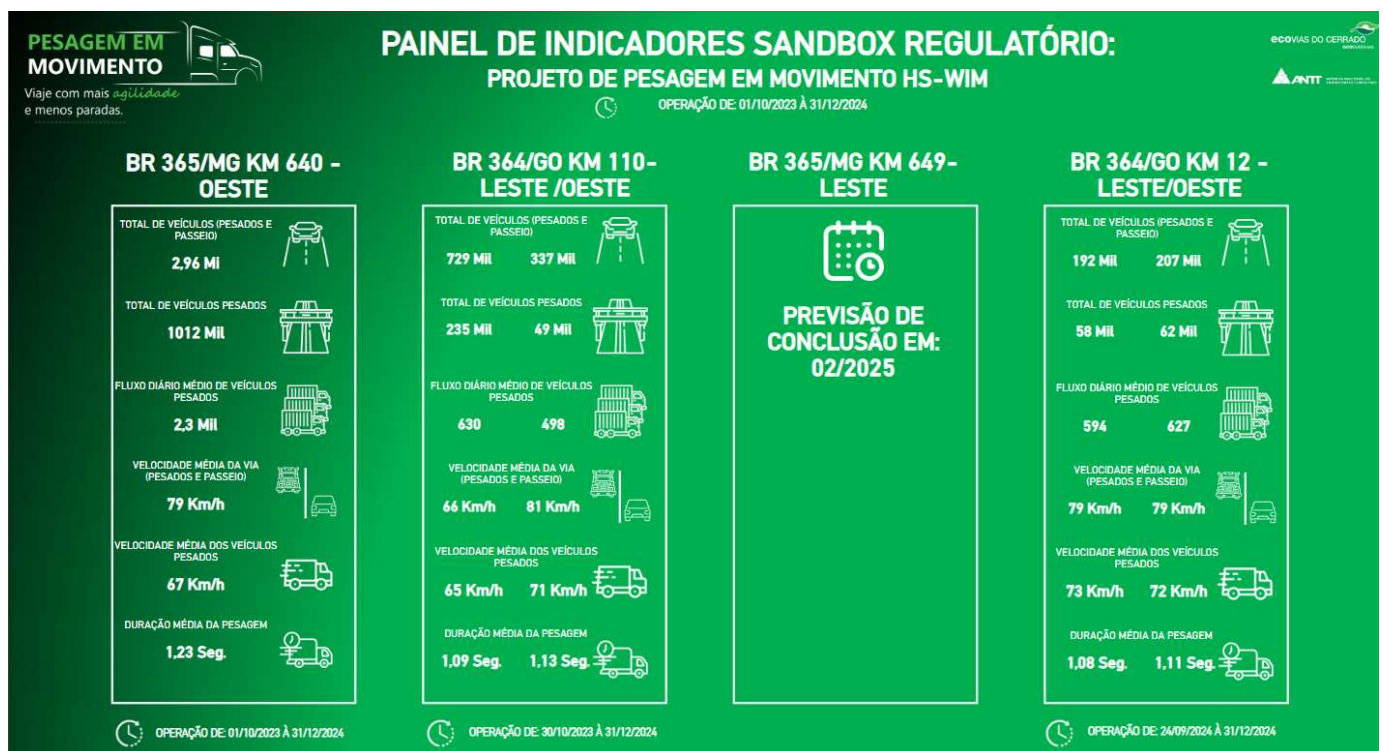 PESAGEM EM
MOVIMENTO
Viaje com mais agilidade
e menos paradas.
PAINEL DE INDICADORES SANDBOX REGULATÓRIO:
PROJETO DE PESAGEM EM MOVIMENTO HS-WIM
OPERAÇÃO DE: 01/10/2023 À 31/12/2024
ecoVIAS DO CERRADO
ANTT
BR 365/MG KM 640 -
OESTE
TOTAL DE VEÍCULOS (PESADOS E
PASSEIO)
2,96 Mi
TOTAL DE VEÍCULOS PESADOS
1012 Mil
FLUXO DIÁRIO MÉDIO DE VEÍCULOS
PESADOS
2,3 Mil
VELOCIDADE MÉDIA DA VIA
(PESADOS E PASSEIO)
79 Km/h
VELOCIDADE MÉDIA DOS VEÍCULOS
PESADOS
67 Km/h
DURAÇÃO MÉDIA DA PESAGEM
1,23 Seg.
OPERAÇÃO DE: 01/10/2023 À 31/12/2024
BR 364/GO KM 110-
LESTE /OESTE
TOTAL DE VEÍCULOS (PESADOS E
PASSEIO)
729 Mil 337 Mil
TOTAL DE VEÍCULOS PESADOS
235 Mil 49 Mil
FLUXO DIÁRIO MÉDIO DE VEÍCULOS
PESADOS
630 498
VELOCIDADE MÉDIA DA VIA
(PESADOS E PASSEIO)
66 Km/h 81 Km/h
VELOCIDADE MÉDIA DOS VEÍCULOS
PESADOS
65 Km/h 71 Km/h
DURAÇÃO MÉDIA DA PESAGEM
1,09 Seg. 1,13 Seg.
OPERAÇÃO DE: 30/10/2023 À 31/12/2024
BR 365/MG KM 649-
LESTE
PREVISÃO DE
CONCLUSÃO EM:
02/2025
BR 364/GO KM 12 -
LESTE/OESTE
TOTAL DE VEÍCULOS (PESADOS E
PASSEIO)
192 Mil 207 Mil
TOTAL DE VEÍCULOS PESADOS
58 Mil 62 Mil
FLUXO DIÁRIO MÉDIO DE VEÍCULOS
PESADOS
594 627
VELOCIDADE MÉDIA DA VIA
(PESADOS E PASSEIO)
79 Km/h 79 Km/h
VELOCIDADE MÉDIA DOS VEÍCULOS
PESADOS
73 Km/h 72 Km/h
DURAÇÃO MÉDIA DA PESAGEM
1,08 Seg. 1,11 Seg.
OPERAÇÃO DE: 24/09/2024 À 31/12/2024